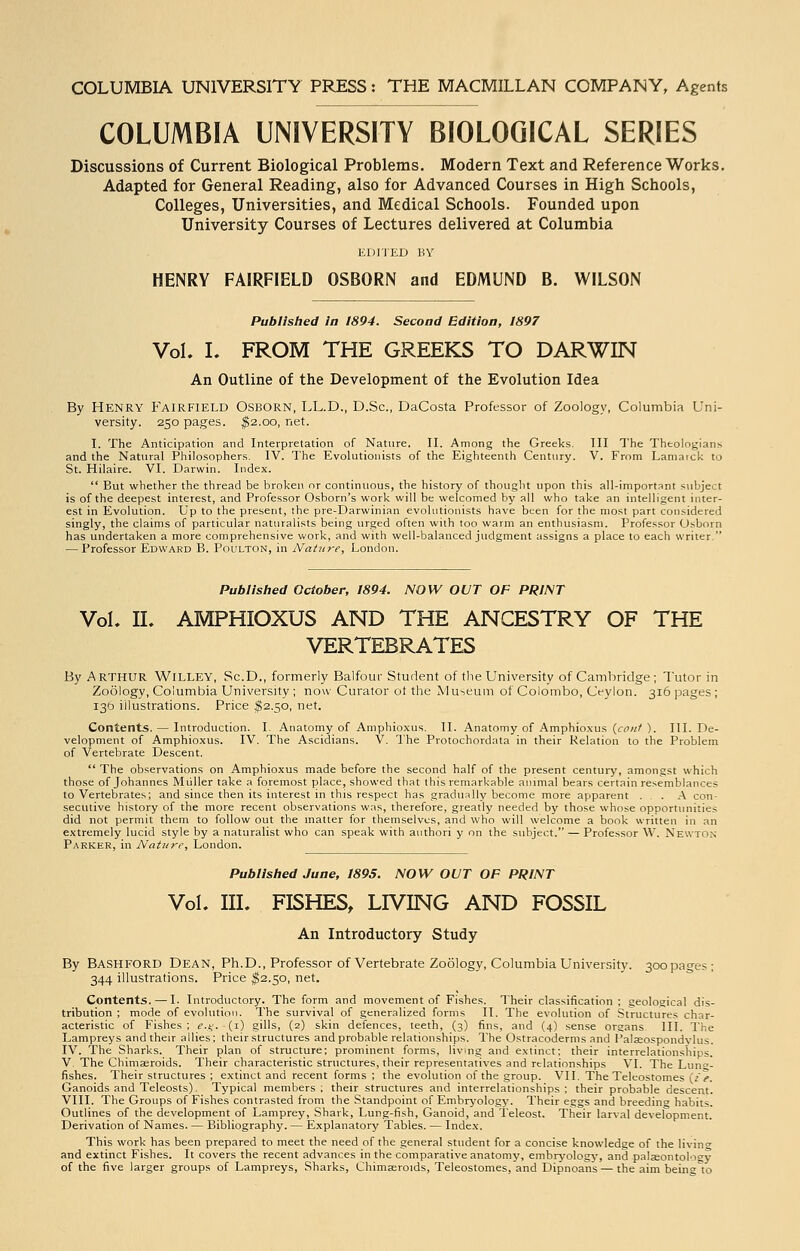 COLUMBIA UNIVERSITY PRESS: THE MACMILLAN COMPANY, Agents
COLUMBIA UNIVERSITY BIOLOGICAL SERIES
Discussions of Current Biological Problems. Modern Text and Reference Works.
Adapted for General Reading, also for Advanced Courses in High Schools,
Colleges, Universities, and Medical Schools. Founded upon
University Courses of Lectures delivered at Columbia
EDITED BY
HENRY FAIRFIELD OSBORN and EDMUND B. WILSON
Published in 1894. Second Edition, 1897
Vol. I. FROM THE GREEKS TO DARWIN
An Outline of the Development of the Evolution Idea
By HENRY FAIRFIELD OSBORN, LL.D., D.Sc., DaCosta Professor of Zoology, Columbia Uni-
versity. 250 pages. $2.00, net.
I. The Anticipation and Interpretation of Nature. II. Among the Greeks. III The Theologians
and the Natural Philosophers. IV. The Evolutionists of the Eighteenth Century. V. From Lamarck to
St. Hilaire. VI. Darwin. Index.
" But whether the thread be broken or continuous, the history of thought upon this all-important subject
is of the deepest interest, and Professor Osborn's work will be welcomed by all who take an intelligent inter-
est in Evolution. Up to the present, the pre-Darwinian evolutionists have been for the most part considered
singly, the claims of particular naturalists being urged often with too warm an enthusiasm. Professor Osborn
has undertaken a more comprehensive work, and with well-balanced judgment assigns a place to each writer."
— Professor EDWARD B. POULTON, in Nature, London.
Published October, 1894. NOW OUT OF PRINT
Vol. II. AMPHIOXUS AND THE ANCESTRY OF THE
VERTEBRATES
By ARTHUR WILLEY, Sc.D., formerly Balfour Student of the University of Cambridge; Tutor in
Zoölogy, Columbia University; now Curator of the Museum of Colombo, Ceylon. 316 pages;
136 illustrations. Price $2.50, net.
Contents. — Introduction. I. Anatomy of Amphioxus. II. Anatomy of Amphioxus (cont ). III. De-
velopment of Amphioxus. IV. The Ascidians. V. The Protochordata in their Relation to the Problem
of Vertebrate Descent.
" The observations on Amphioxus made before the second half of the present century, amongst which
those of Johannes Müller take a foremost place, showed that this remarkable animal bears certain resemblances
to Vertebrates; and since then its interest in this respect has gradually become more apparent . . . A con-
secutive history of the more recent observations was, therefore, greatly needed by those whose opportunities
did not permit them to follow out the matter for themselves, and who will welcome a book written in an
extremely lucid style by a naturalist who can speak with authori y on the subject." — Professor W. NEWTON
PARKER, in Nature, London.
Published June, 1895. NOW OUT OF PRINT
Vol. III. FISHES, LIVING AND FOSSIL
An Introductory Study
By BASHFORD DEAN, Ph.D., Professor of Vertebrate Zoölogy, Columbia University. 300 pages;
344 illustrations. Price $2.50, net.
Contents. — I. Introductory. The form and movement of Fishes. Their classification; geological dis-
tribution; mode of evolution. The survival of generalized forms II. The evolution of Structures char-
acteristic of Fishes; e.g. (1) gills, (2) skin defences, teeth, (3) fins, and (4) sense organs III. The
Lampreys and their allies; their structures and probable relationships. The Ostracoderms and Palæospondylus.
IV. The Sharks. Their plan of structure; prominent forms, living and extinct; their interrelationships.
V. The Chimæroids. Their characteristic structures, their representatives and relationships VI. The Lung-
fishes. Their structures; extinct and recent forms; the evolution of the group. VII. The Teleostomes (i e.
Ganoids and Teleosts). Typical members; their structures and interrelationships; their probable descent.
VIII. The Groups of Fishes contrasted from the Standpoint of Embryology. Their eggs and breeding habits.
Outlines of the development of Lamprey, Shark, Lung-fish, Ganoid, and Teleost. Their larval development.
Derivation of Names. — Bibliography. — Explanatory Tables. — Index.
This work has been prepared to meet the need of the general student for a concise knowledge of the living
and extinct Fishes. It covers the recent advances in the comparative anatomy, embryology, and palæontology
of the five larger groups of Lampreys, Sharks, Chimæroids, Teleostomes, and Dipnoans — the aim being to